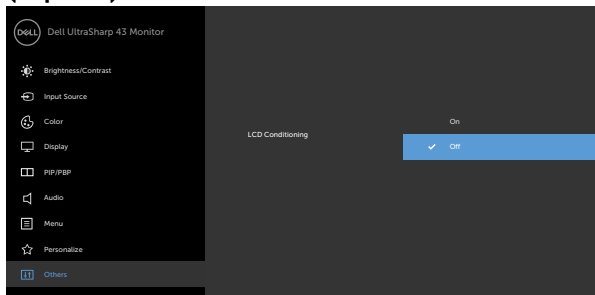 DELL
Dell UltraSharp 43 Monitor
Brightness/Contrast
Input Source
Color
Display
PIP/PBP
Audio
Menu
Personalize
Others
LCD Conditioning
On
Off